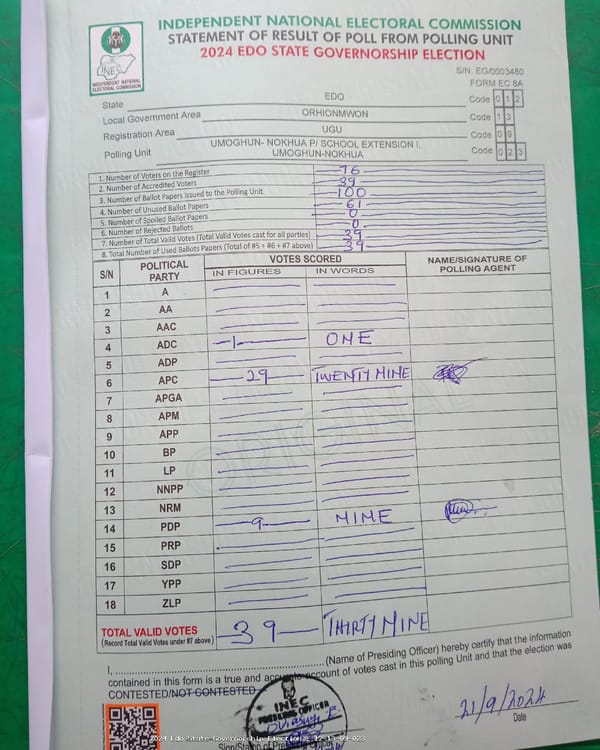 INDEPENDENT NATIONAL ELECTORAL COMMISSION
STATEMENT OF RESULT OF POLL FROM POLLING UNIT
2024 EDO STATE GOVERNORSHIP ELECTION
INEC
INDEPENDENT NATIONAL
ELECTORAL COMMISSION
S/N. EG/0003480
FORM EC 8A
State EDO Code 0 1 2
Local Government Area ORHIONMWON Code 1 3
Registration Area UGU Code 0 9
Polling Unit UMOGHUN- NOKHUA P/ SCHOOL EXTENSION I, UMOGHUN-NOKHUA Code 0 2 3
1. Number of Voters on the Register 76
2. Number of Accredited Voters 39
3. Number of Ballot Papers issued to the Polling Unit 100
4. Number of Unused Ballot Papers 61
5. Number of Spoiled Ballot Papers 0
6. Number of Rejected Ballots 0
7. Number of Total Valid Votes (Total Valid Votes cast for all parties) 39
8. Total Number of Used Ballots Papers (Total of #5 + #6 + #7 above) 39
S/N POLITICAL PARTY VOTES SCORED NAME/SIGNATURE OF POLLING AGENT
IN FIGURES IN WORDS
1 A
2 AA
3 AAC
4 ADC -1- ONE
5 ADP
6 APC 29 TWENTY NINE
7 APGA
8 APM
9 APP
10 BP
11 LP
12 NNPP
13 NRM
14 PDP 9 NINE
15 PRP
16 SDP
17 YPP
18 ZLP
ORIGINAL
TOTAL VALID VOTES 39 THIRTY NINE
(Record Total Valid Votes under #7 above)
I, (Name of Presiding Officer) hereby certify that the information
contained in this form is a true and account of votes cast in this polling Unit and that the election was
CONTESTED/NOT CONTESTED
INEC
PRESIDING OFFICER
21/9/2024
Date
Sign/Stamp of Presiding Officer